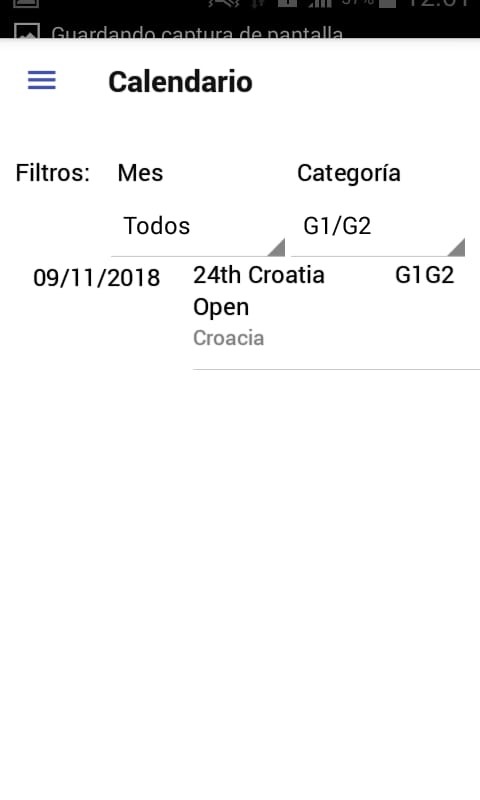 Guardando captura de pantalla
Calendario
Filtros: Mes Categoría
Todos G1/G2
09/11/2018 24th Croatia G1G2
Open
Croacia